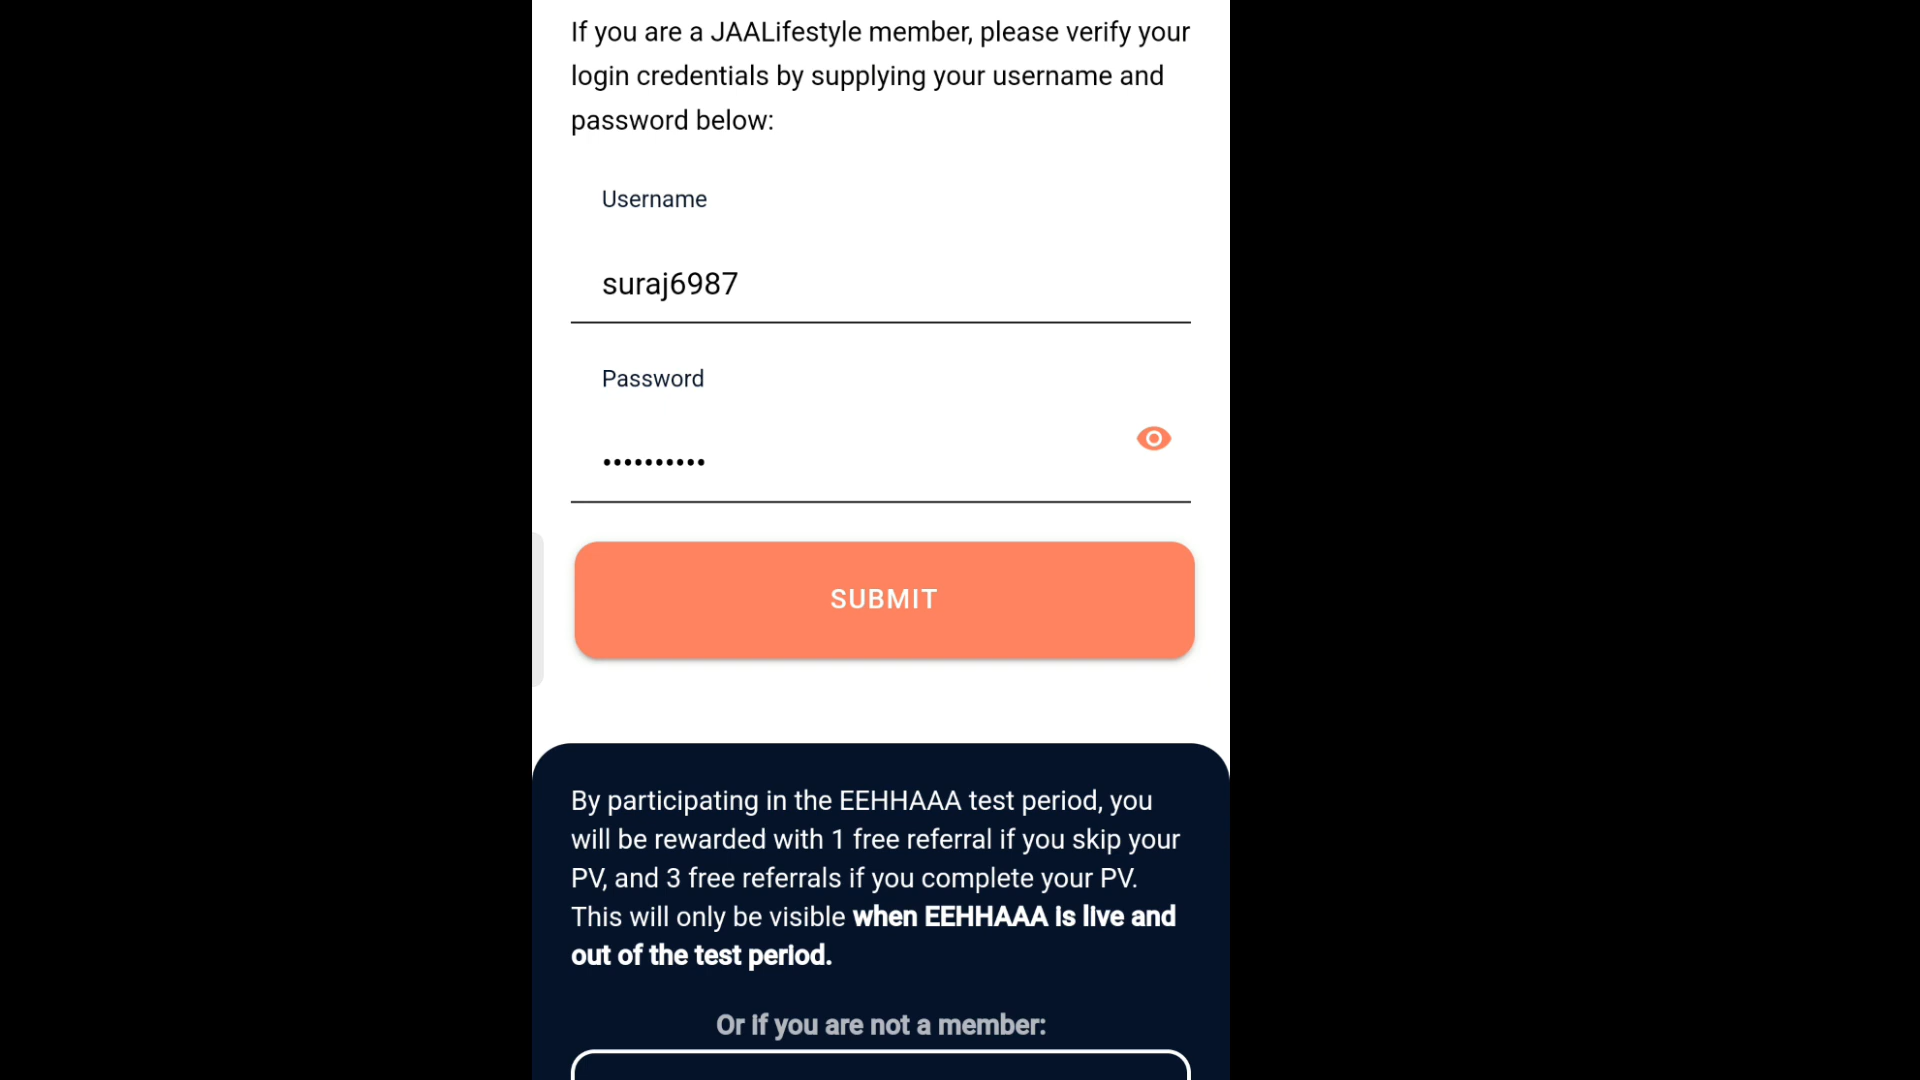 If you are a JAALifestyle member, please verify your
login credentials by supplying your username and
password below:
Username
suraj6987
Password
••••••••••
SUBMIT
By participating in the EEHHAAA test period, you
will be rewarded with 1 free referral if you skip your
PV, and 3 free referrals if you complete your PV.
This will only be visible when EEHHAAA is live and
out of the test period.
Or if you are not a member: